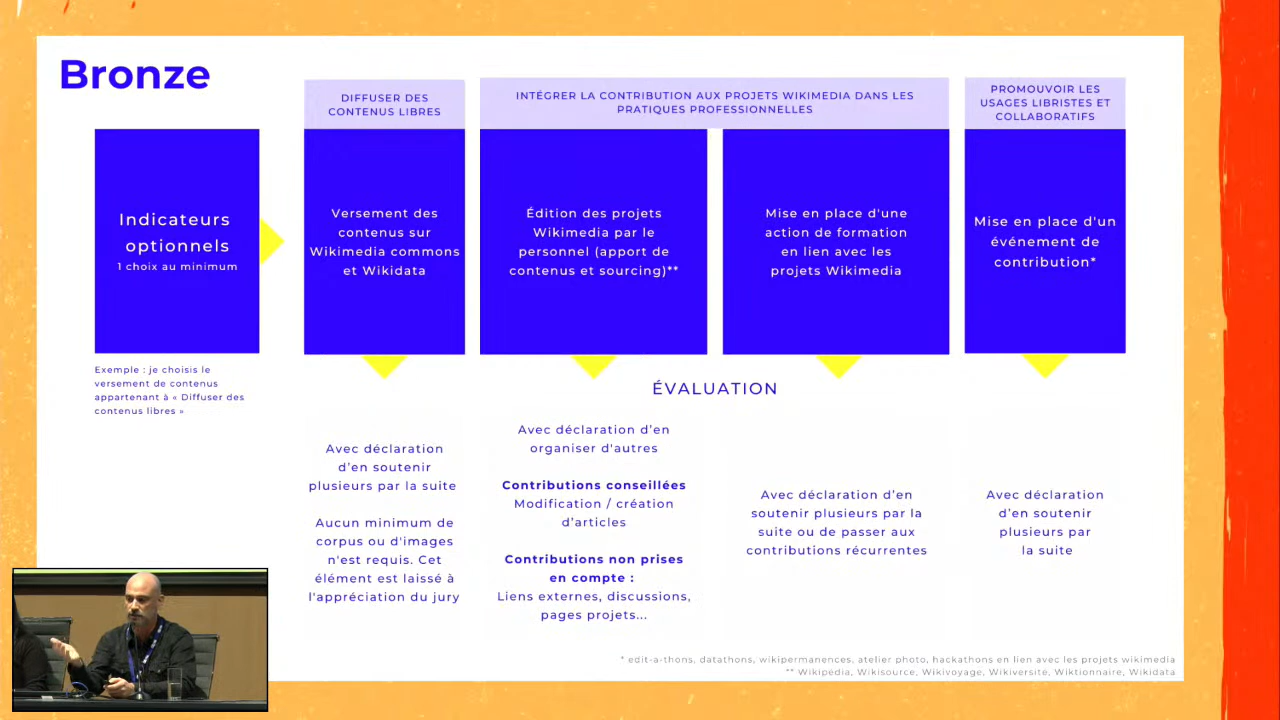 Bronze
DIFFUSER DES
CONTENUS LIBRES
INTÉGRER LA CONTRIBUTION AUX PROJETS WIKIMEDIA DANS LES
PRATIQUES PROFESSIONNELLES
PROMOUVOIR LES
USAGES LIBRISTES ET
COLLABORATIFS
Indicateurs
optionnels
1 choix au minimum
Versement des
contenus sur
Wikimedia commons
et Wikidata
Édition des projets
Wikimedia par le
personnel (apport de
contenus et sourcing)**
Mise en place d'une
action de formation
en lien avec les
projets Wikimedia
Mise en place d'un
événement de
contribution*
Exemple : je choisis le
versement de contenus
appartenant à « Diffuser des
contenus libres »
ÉVALUATION
Avec déclaration
d'en soutenir
plusieurs par la suite
Aucun minimum de
corpus ou d'images
n'est requis. Cet
élément est laissé à
l'appréciation du jury
Avec déclaration d'en
organiser d'autres
Contributions conseillées
Modification / création
d'articles
Contributions non prises
en compte :
Liens externes, discussions,
pages projets...
Avec déclaration d'en
soutenir plusieurs par la
suite ou de passer aux
contributions récurrentes
Avec déclaration
d'en soutenir
plusieurs par
la suite
* edit-a-thons, datathons, wikipermanences, atelier photo, hackathons en lien avec les projets wikimedia
** Wikipédia, Wikisource, Wikivoyage, Wikiversité, Wiktionnaire, Wikidata